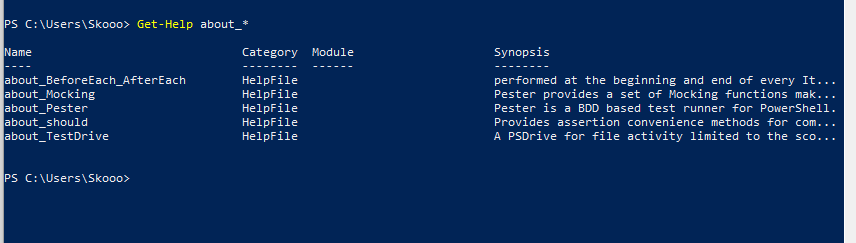 PS C:\Users\Skooo> Get-Help about_*
Name Category Module Synopsis
---- -------- ------ --------
about_BeforeEach_AfterEach HelpFile performed at the beginning and end of every It...
about_Mocking HelpFile Pester provides a set of Mocking functions mak...
about_Pester HelpFile Pester is a BDD based test runner for PowerShell.
about_should HelpFile Provides assertion convenience methods for com...
about_TestDrive HelpFile A PSDrive for file activity limited to the sco...
PS C:\Users\Skooo>